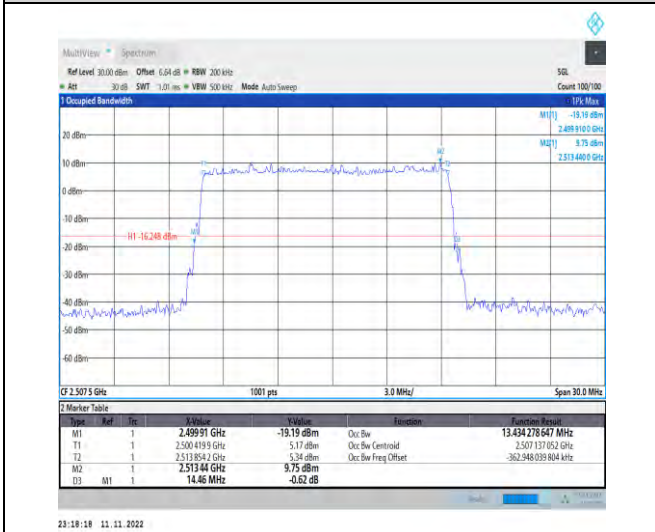 MultiView Spectrum
Ref Level 30.00 dBm Offset 6.64 dB RBW 200 kHz SGL
Att 30 dB SWT 1.01 ms VBW 500 kHz Mode Auto Sweep Count 100/100
1 Occupied Bandwidth 1Pk Max
M1[1] -19.19 dBm
2.499 910 0 GHz
M2[1] 9.75 dBm
2.513 440 0 GHz
20 dBm
M2
10 dBm
T1 T2
0 dBm
-10 dBm
M1
H1 -16.248 dBm
D3
-20 dBm
-30 dBm
-40 dBm
-50 dBm
-60 dBm
CF 2.507 5 GHz 1001 pts 3.0 MHz/ Span 30.0 MHz
2 Marker Table
Type Ref Trc X-Value Y-Value Function Function Result
M1 1 2.49991 GHz -19.19 dBm Occ Bw 13.434 278 647 MHz
T1 1 2.500 419 9 GHz 5.17 dBm Occ Bw Centroid 2.507 137 052 GHz
T2 1 2.513 854 2 GHz 5.34 dBm Occ Bw Freq Offset -362.948 039 804 kHz
M2 1 2.51344 GHz 9.75 dBm
D3 M1 1 14.46 MHz -0.62 dB
23:18:18 11.11.2022